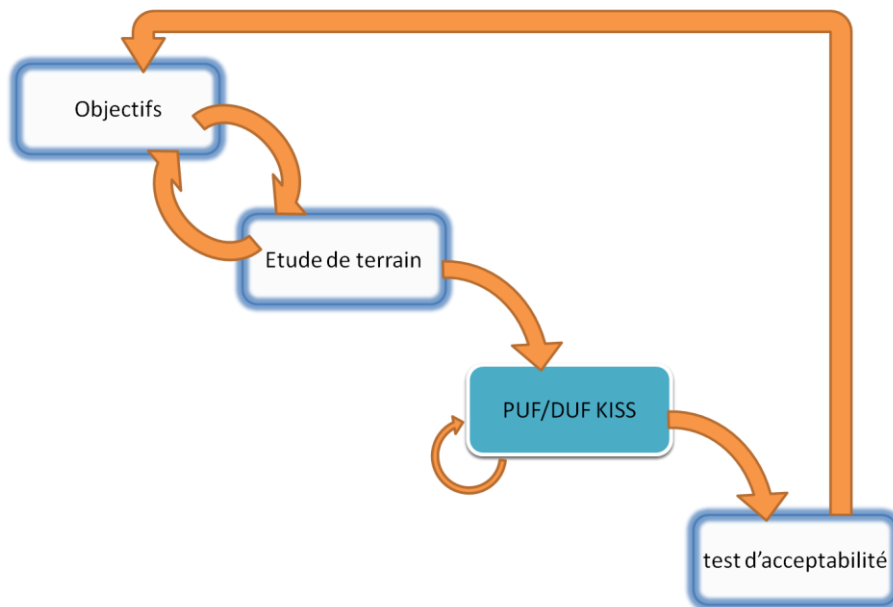 Objectifs
Etude de terrain
PUF/DUF KISS
test d'acceptabilité